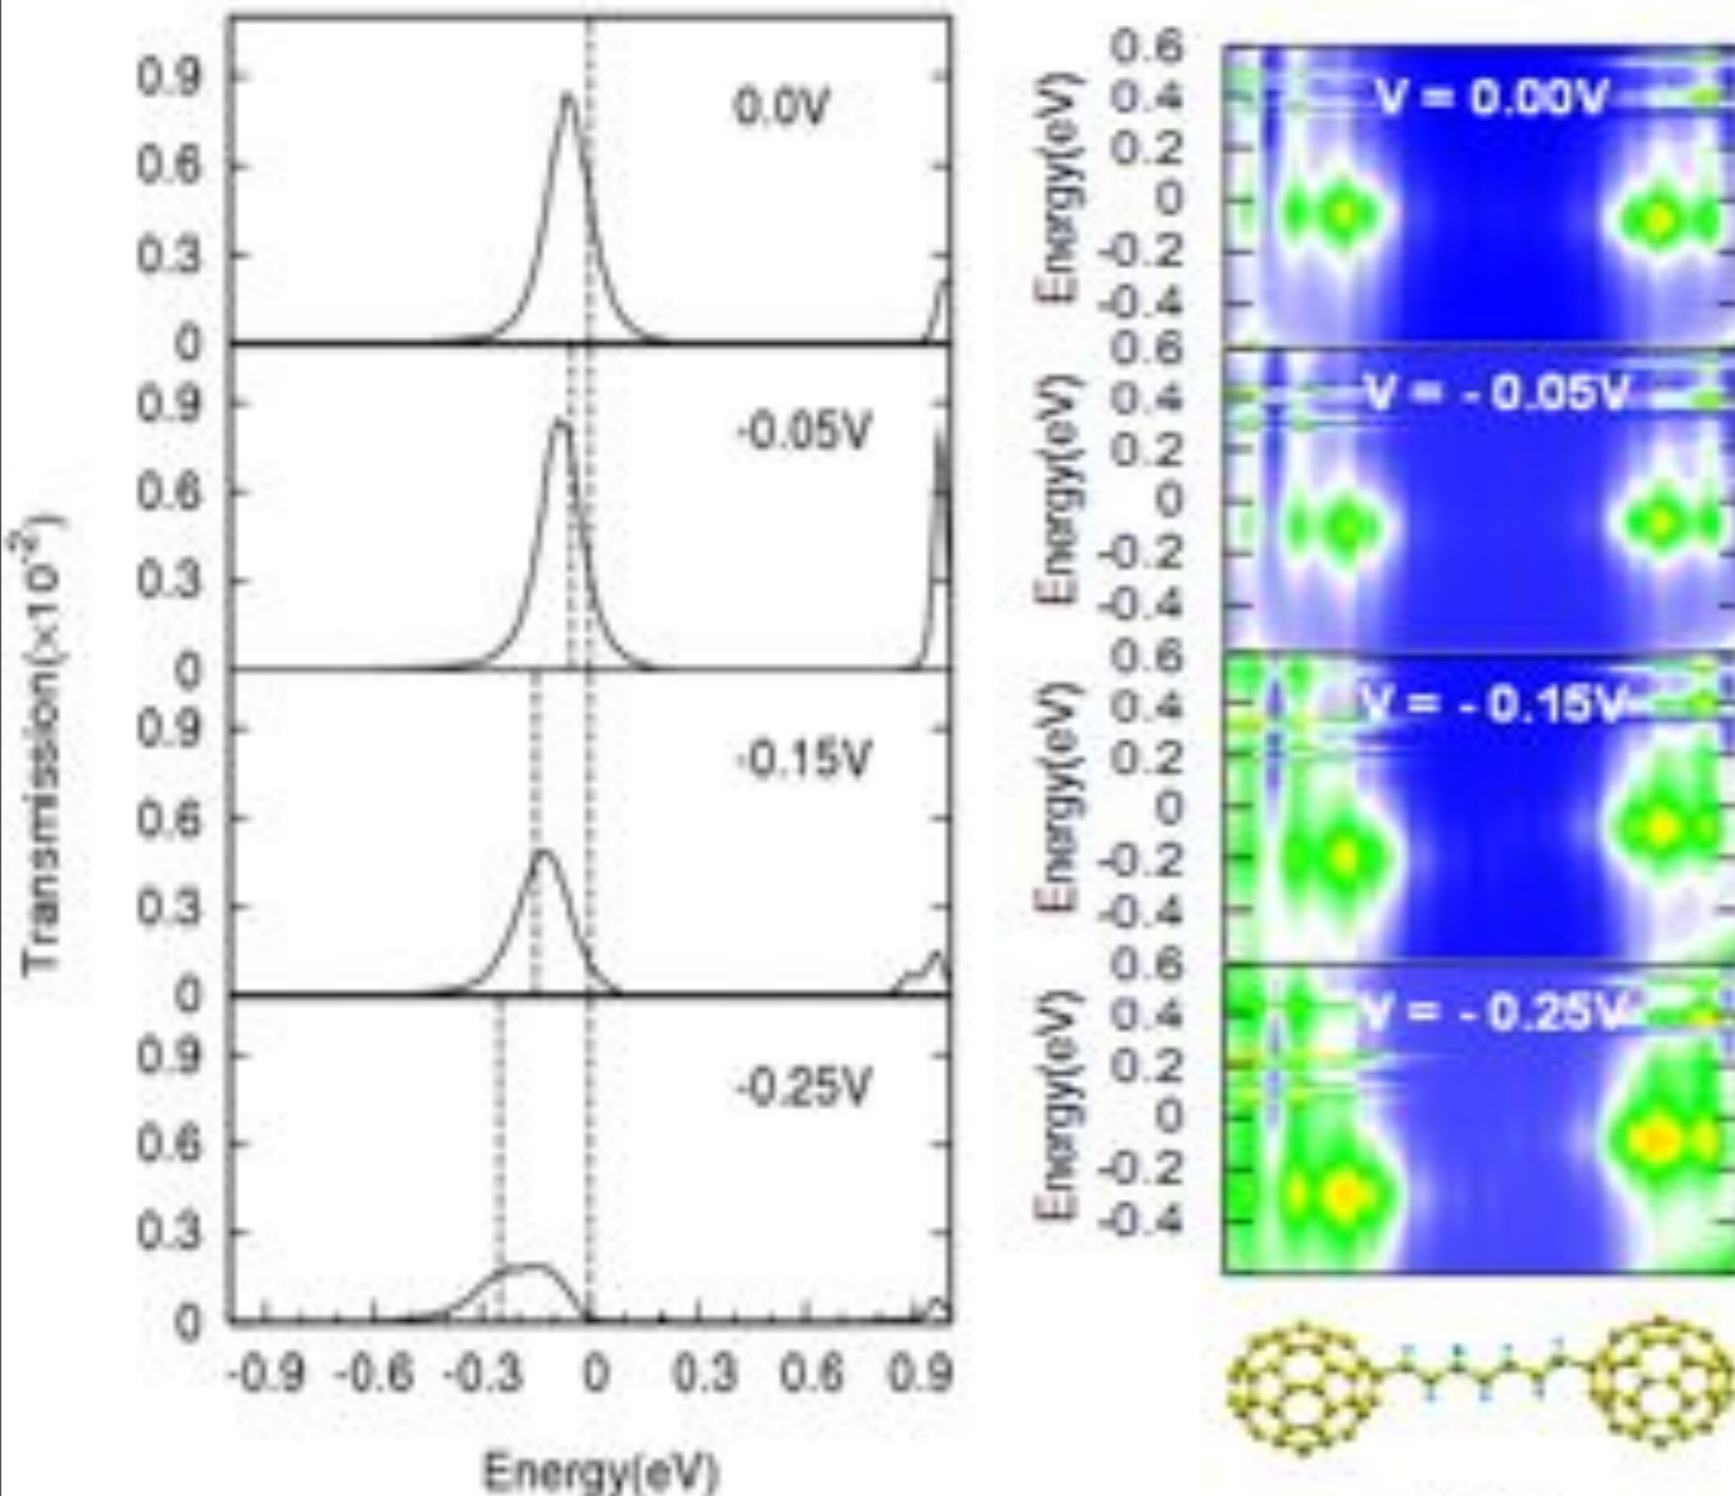 0.9
0.6
0.3
0
0.0V
0.9
0.6
0.3
0
-0.05V
0.9
0.6
0.3
0
-0.15V
0.9
0.6
0.3
0
-0.25V
-0.9 -0.6 -0.3 0 0.3 0.6 0.9
Energy(eV)
Transmission(×10⁻²)
Energy(eV)
0.6
0.4
0.2
0
-0.2
-0.4
V = 0.00V
Energy(eV)
0.6
0.4
0.2
0
-0.2
-0.4
V = - 0.05V
Energy(eV)
0.6
0.4
0.2
0
-0.2
-0.4
V = - 0.15V
Energy(eV)
0.6
0.4
0.2
0
-0.2
-0.4
V = - 0.25V